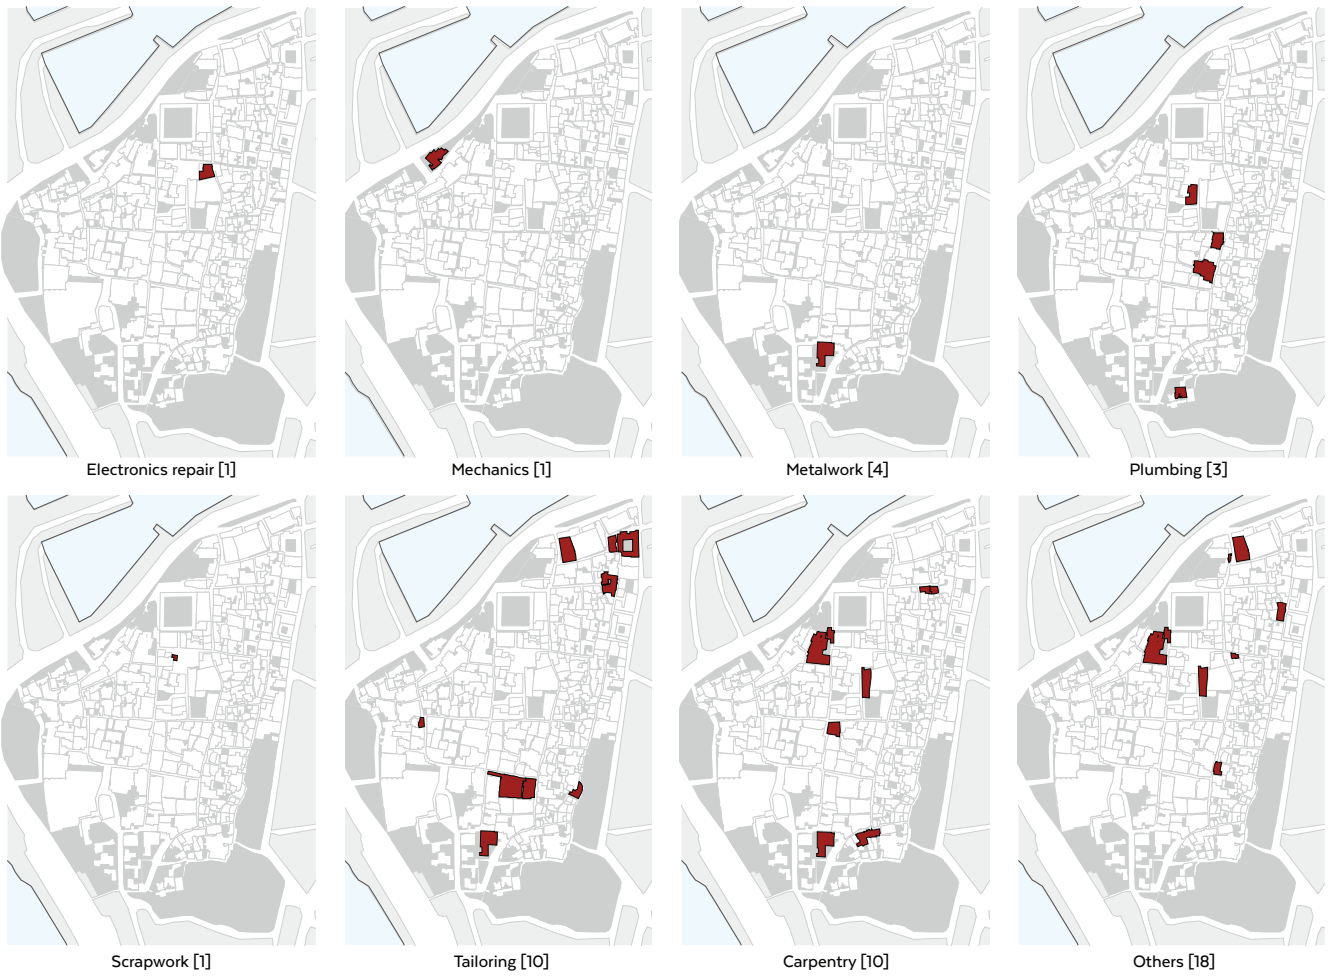 Electronics repair [1]
Mechanics [1]
Metalwork [4]
Plumbing [3]
Scrapwork [1]
Tailoring [10]
Carpentry [10]
Others [18]